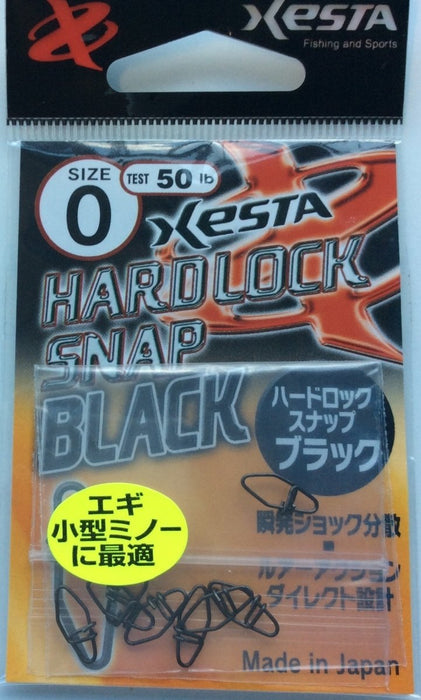 XESTA
Fishing and Sports
SIZE
0
TEST 50 lb
XESTA
HARD LOCK
SNAP
BLACK
ハードロック
スナップ
ブラック
エギ
小型ミノー
に最適
瞬発ショック分散
ルアーアクション
ダイレクト設計
Made in Japan